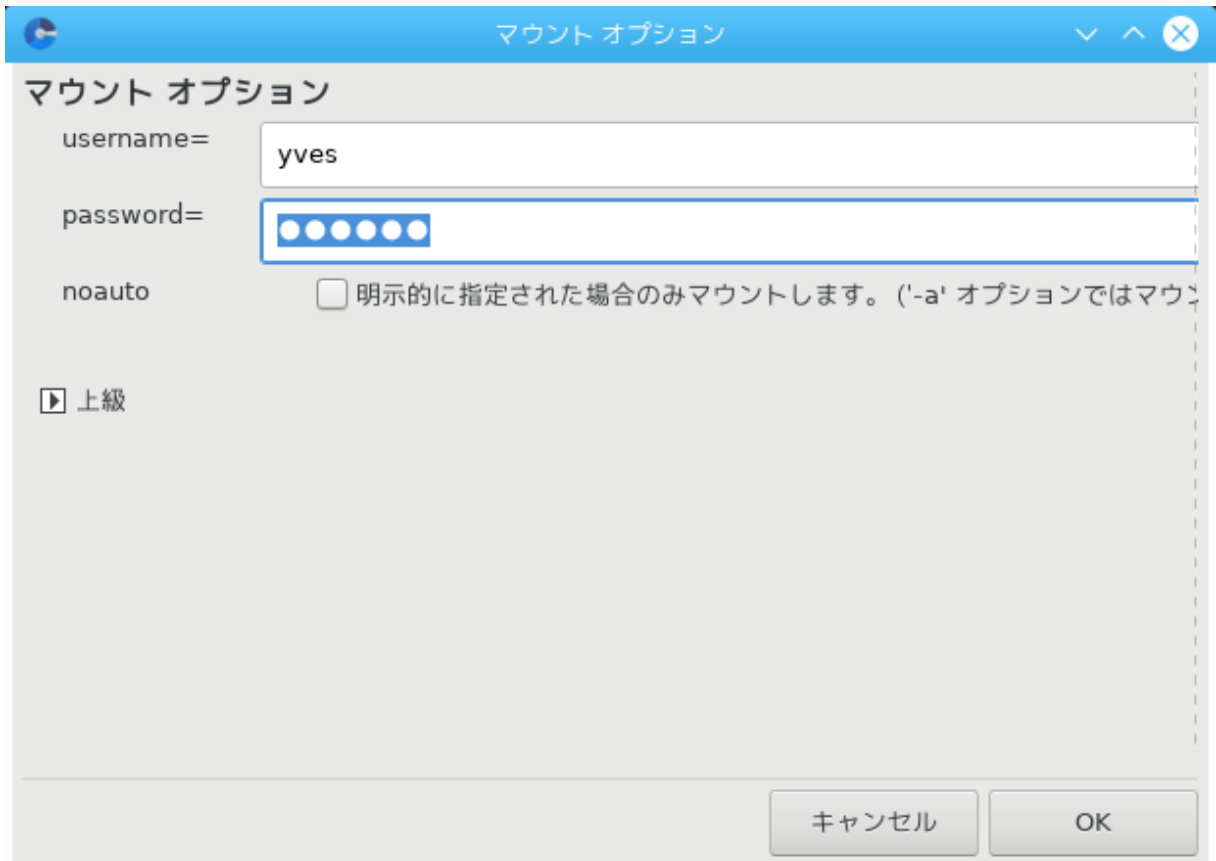 マウント オプション
マウント オプション
username=
yves
password=
●●●●●●
noauto
明示的に指定された場合のみマウントします。('-a' オプションではマウン
上級
キャンセル
OK